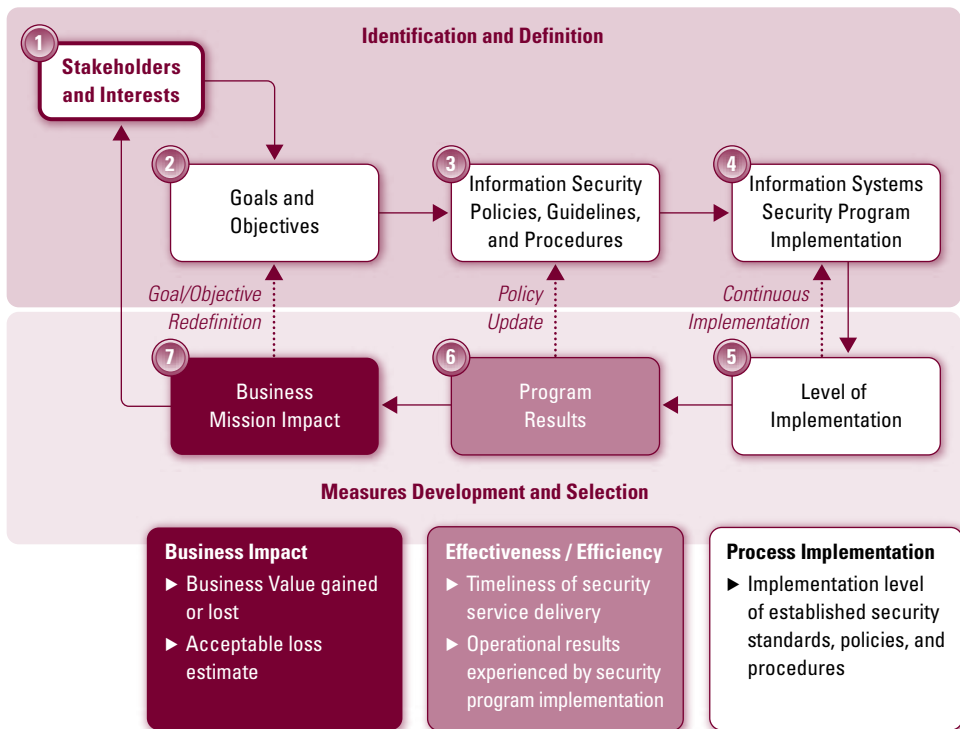 Identification and Definition
1
Stakeholders
and Interests
2
Goals and
Objectives
3
Information Security
Policies, Guidelines,
and Procedures
4
Information Systems
Security Program
Implementation
Goal/Objective
Redefinition
Policy
Update
Continuous
Implementation
7
Business
Mission Impact
6
Program
Results
5
Level of
Implementation
Measures Development and Selection
Business Impact
► Business Value gained
or lost
► Acceptable loss
estimate
Effectiveness / Efficiency
► Timeliness of security
service delivery
► Operational results
experienced by security
program implementation
Process Implementation
► Implementation level
of established security
standards, policies, and
procedures